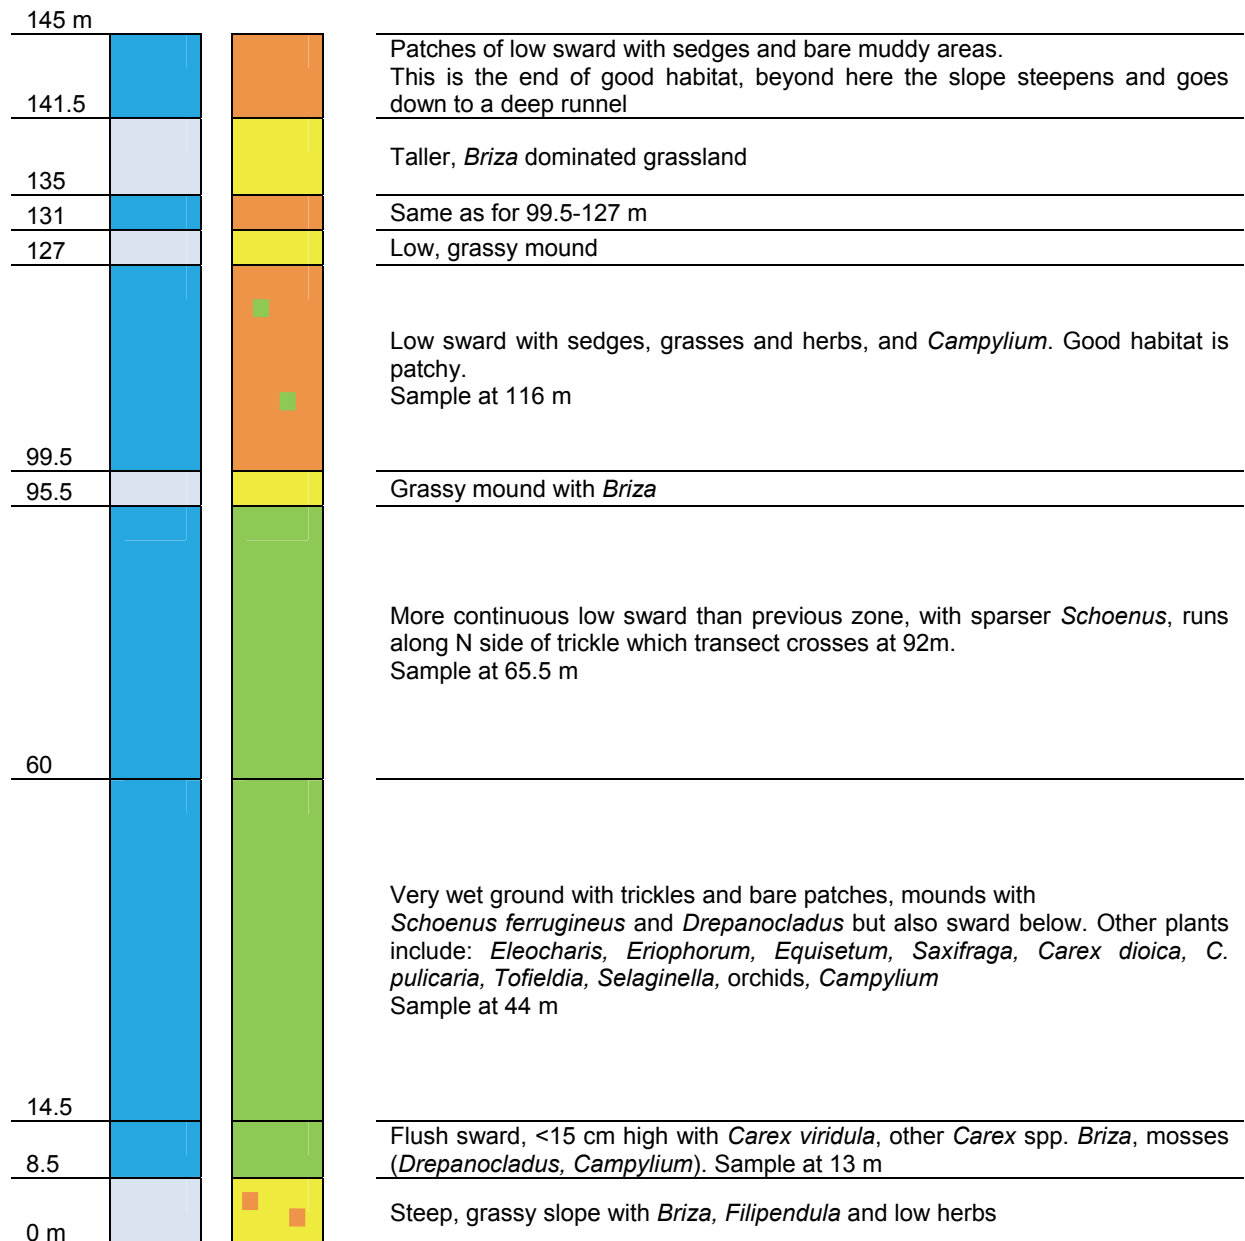 145 m
Patches of low sward with sedges and bare muddy areas.
This is the end of good habitat, beyond here the slope steepens and goes
141.5
down to a deep runnel
Taller, Briza dominated grassland
135
131
Same as for 99.5-127 m
127
Low, grassy mound
Low sward with sedges, grasses and herbs, and Campylium. Good habitat is
patchy.
Sample at 116 m
99.5
95.5
Grassy mound with Briza
More continuous low sward than previous zone, with sparser Schoenus, runs
along N side of trickle which transect crosses at 92m.
Sample at 65.5 m
60
Very wet ground with trickles and bare patches, mounds with
Schoenus ferrugineus and Drepanocladus but also sward below. Other plants
include: Eleocharis, Eriophorum, Equisetum, Saxifraga, Carex dioica, C.
pulicaria, Tofieldia, Selaginella, orchids, Campylium
Sample at 44 m
14.5
Flush sward, <15 cm high with Carex viridula, other Carex spp. Briza, mosses
8.5
(Drepanocladus, Campylium). Sample at 13 m
Steep, grassy slope with Briza, Filipendula and low herbs
0 m